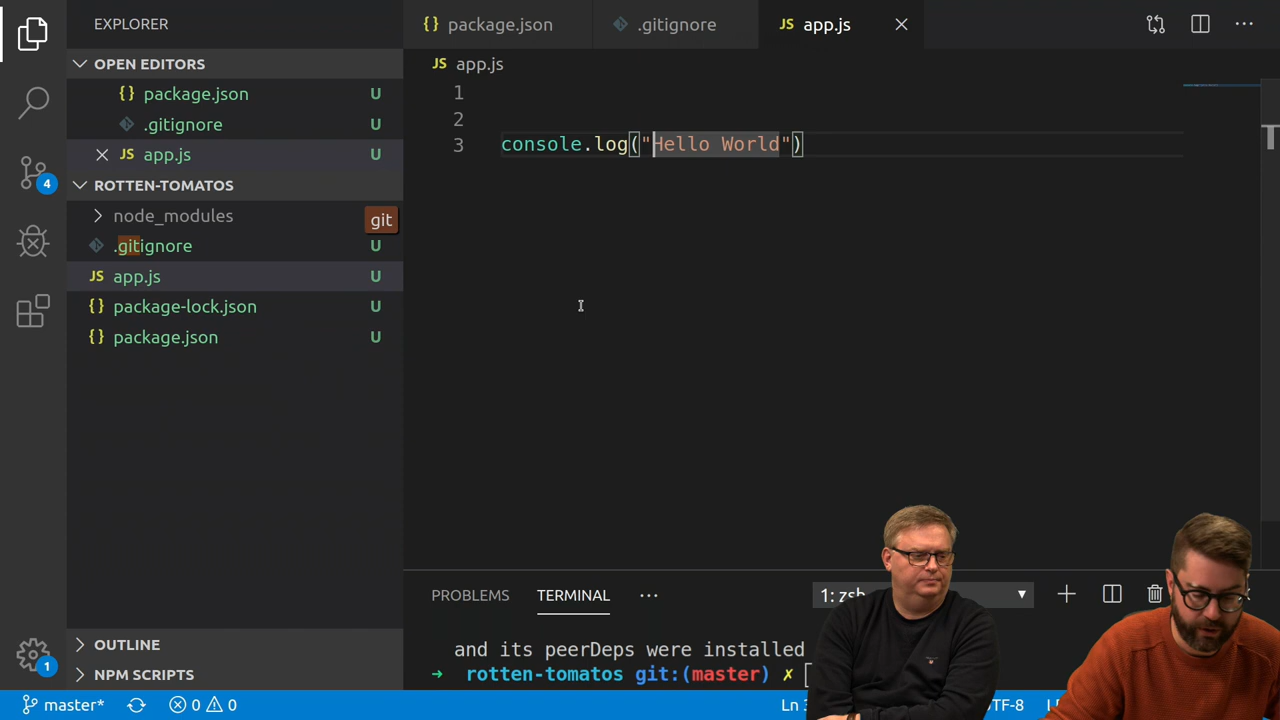 EXPLORER
OPEN EDITORS
{} package.json U
.gitignore U
JS app.js U
ROTTEN-TOMATOS
node_modules
git
.gitignore U
JS app.js U
{} package-lock.json U
{} package.json U
OUTLINE
NPM SCRIPTS
4
1
{} package.json
.gitignore
JS app.js
JS app.js
1
2
3 console.log("Hello World")
PROBLEMS TERMINAL ...
1: zsh
and its peerDeps were installed
→ rotten-tomatos git:(master) ✗
master* 0 0 Ln UTF-8